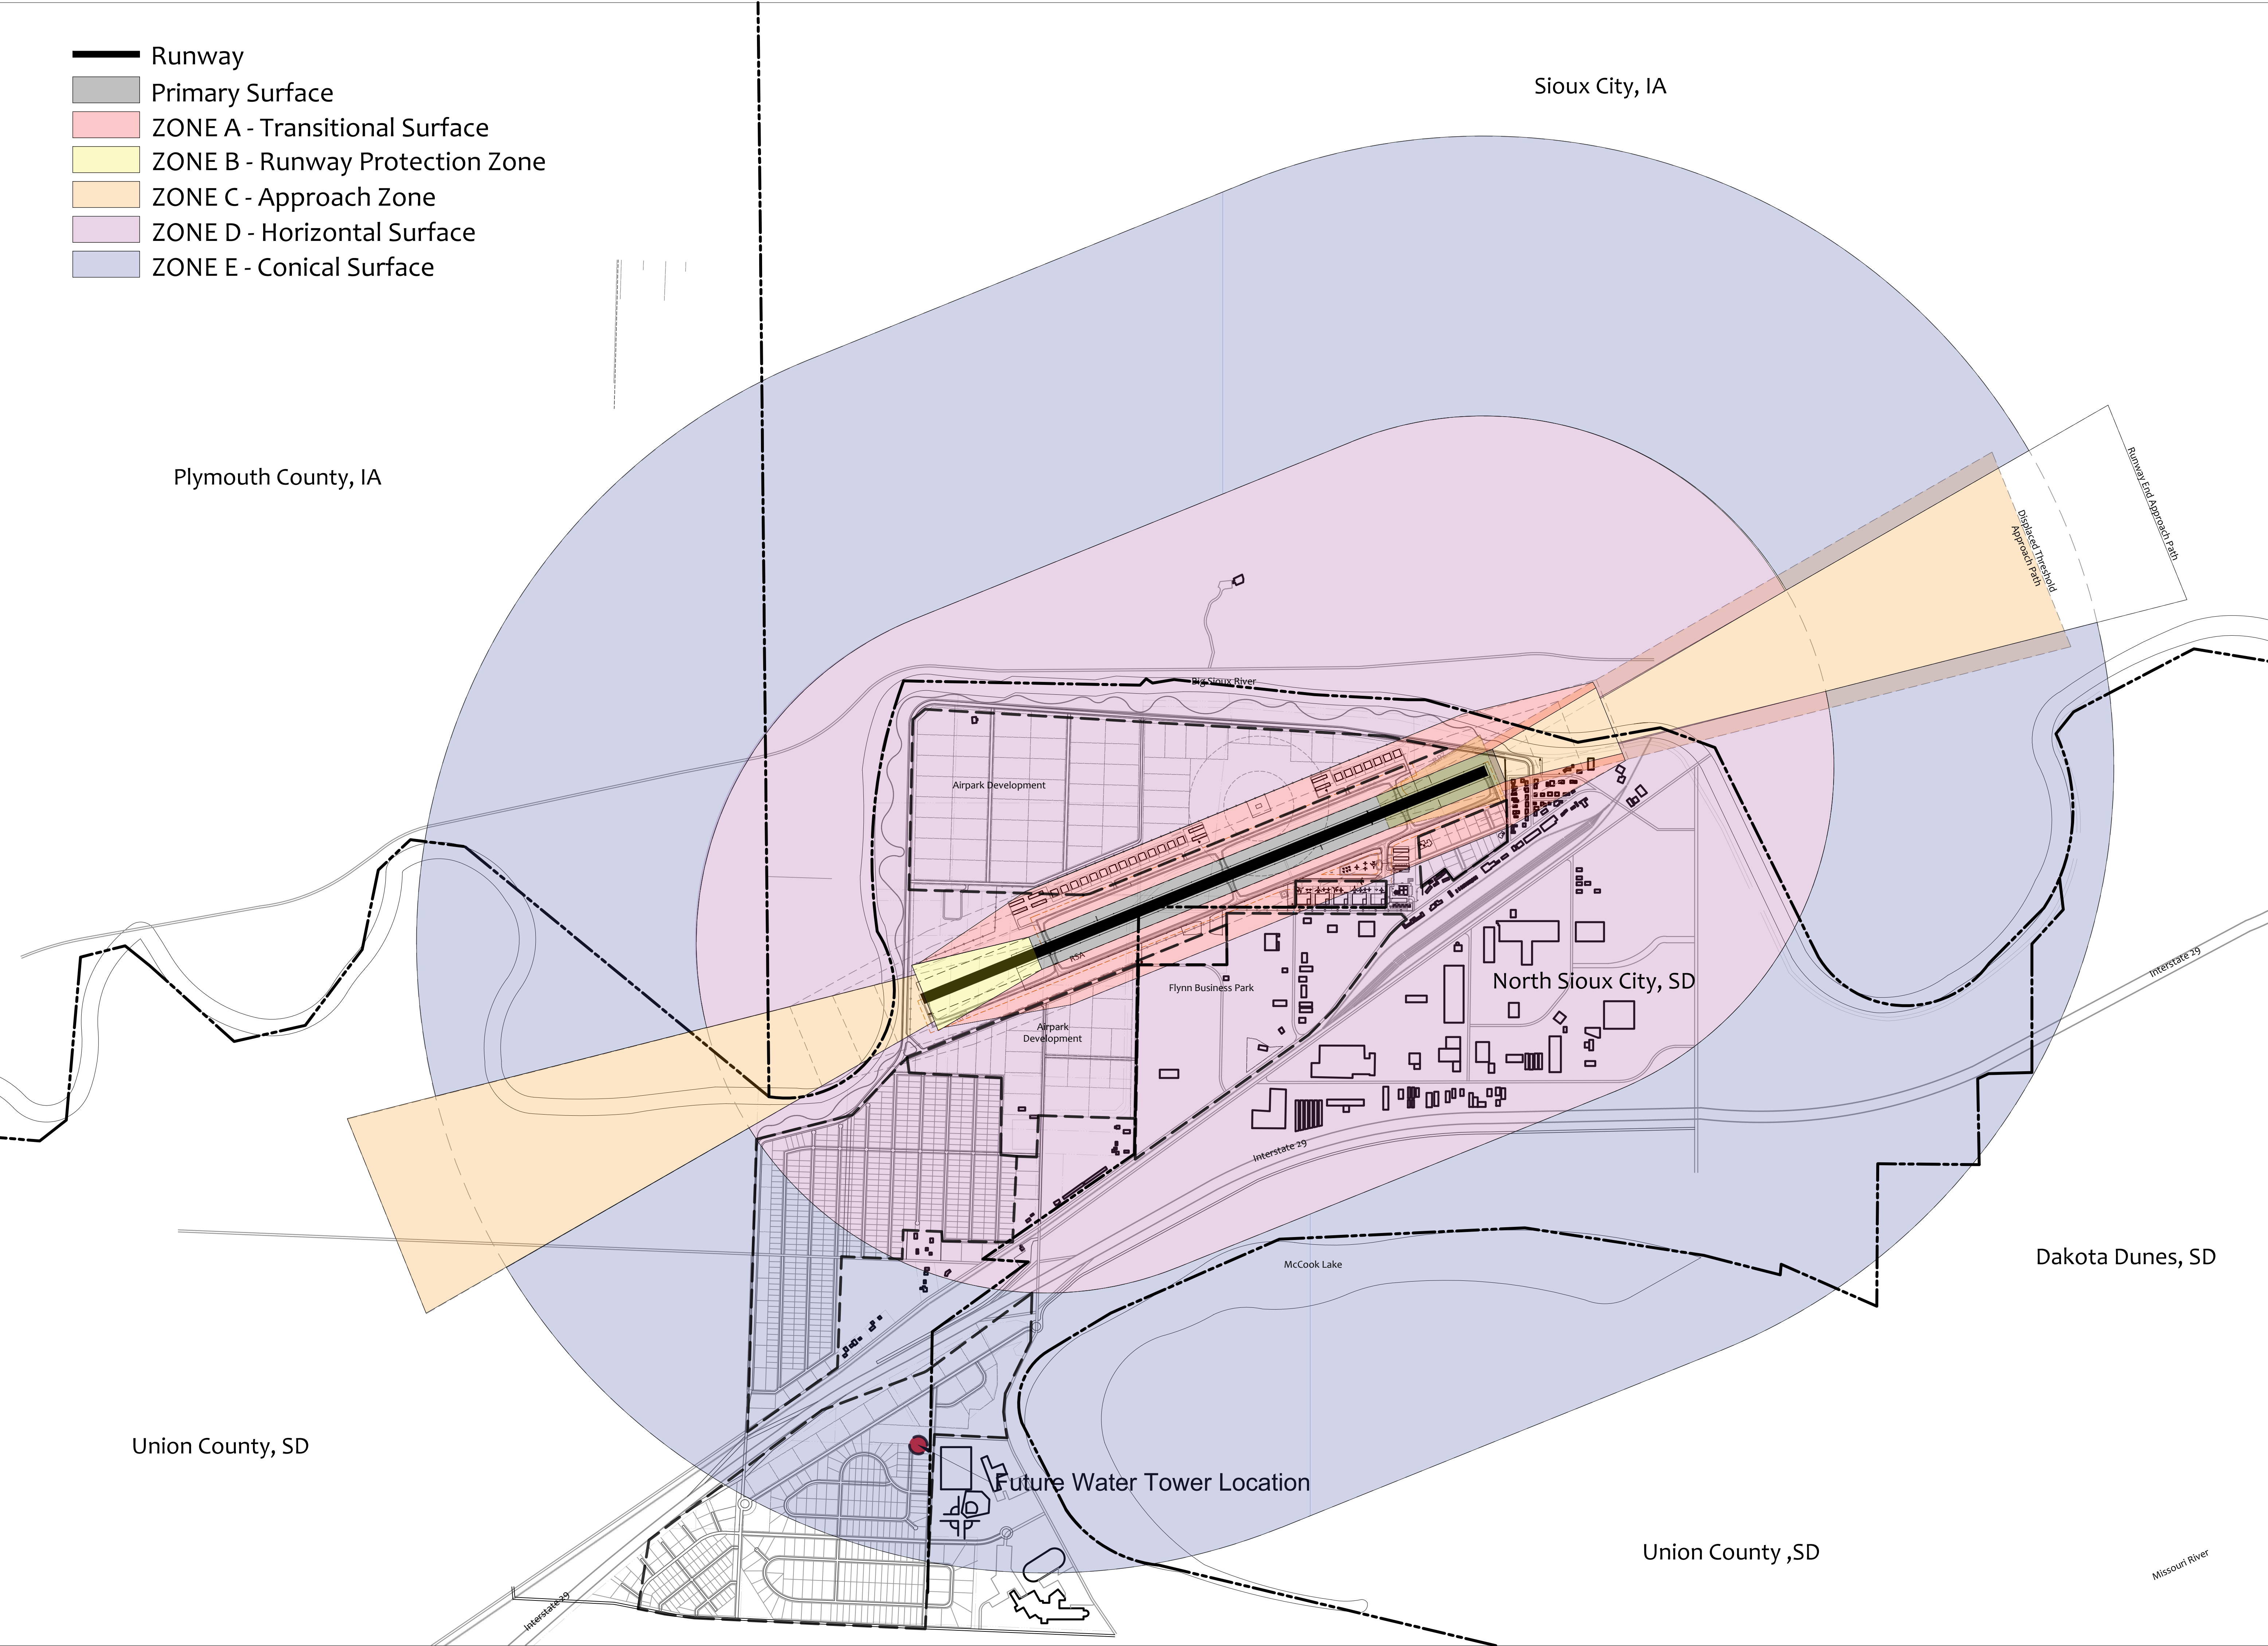 Runway
Primary Surface
ZONE A - Transitional Surface
ZONE B - Runway Protection Zone
ZONE C - Approach Zone
ZONE D - Horizontal Surface
ZONE E - Conical Surface
Sioux City, IA
Plymouth County, IA
Runway End Approach Path
Displaced Threshold
Approach Path
Big Sioux River
Airpark Development
RSA
Flynn Business Park
North Sioux City, SD
Interstate 29
Airpark
Development
Interstate 29
McCook Lake
Dakota Dunes, SD
Union County, SD
Future Water Tower Location
Union County ,SD
Missouri River
Interstate 29